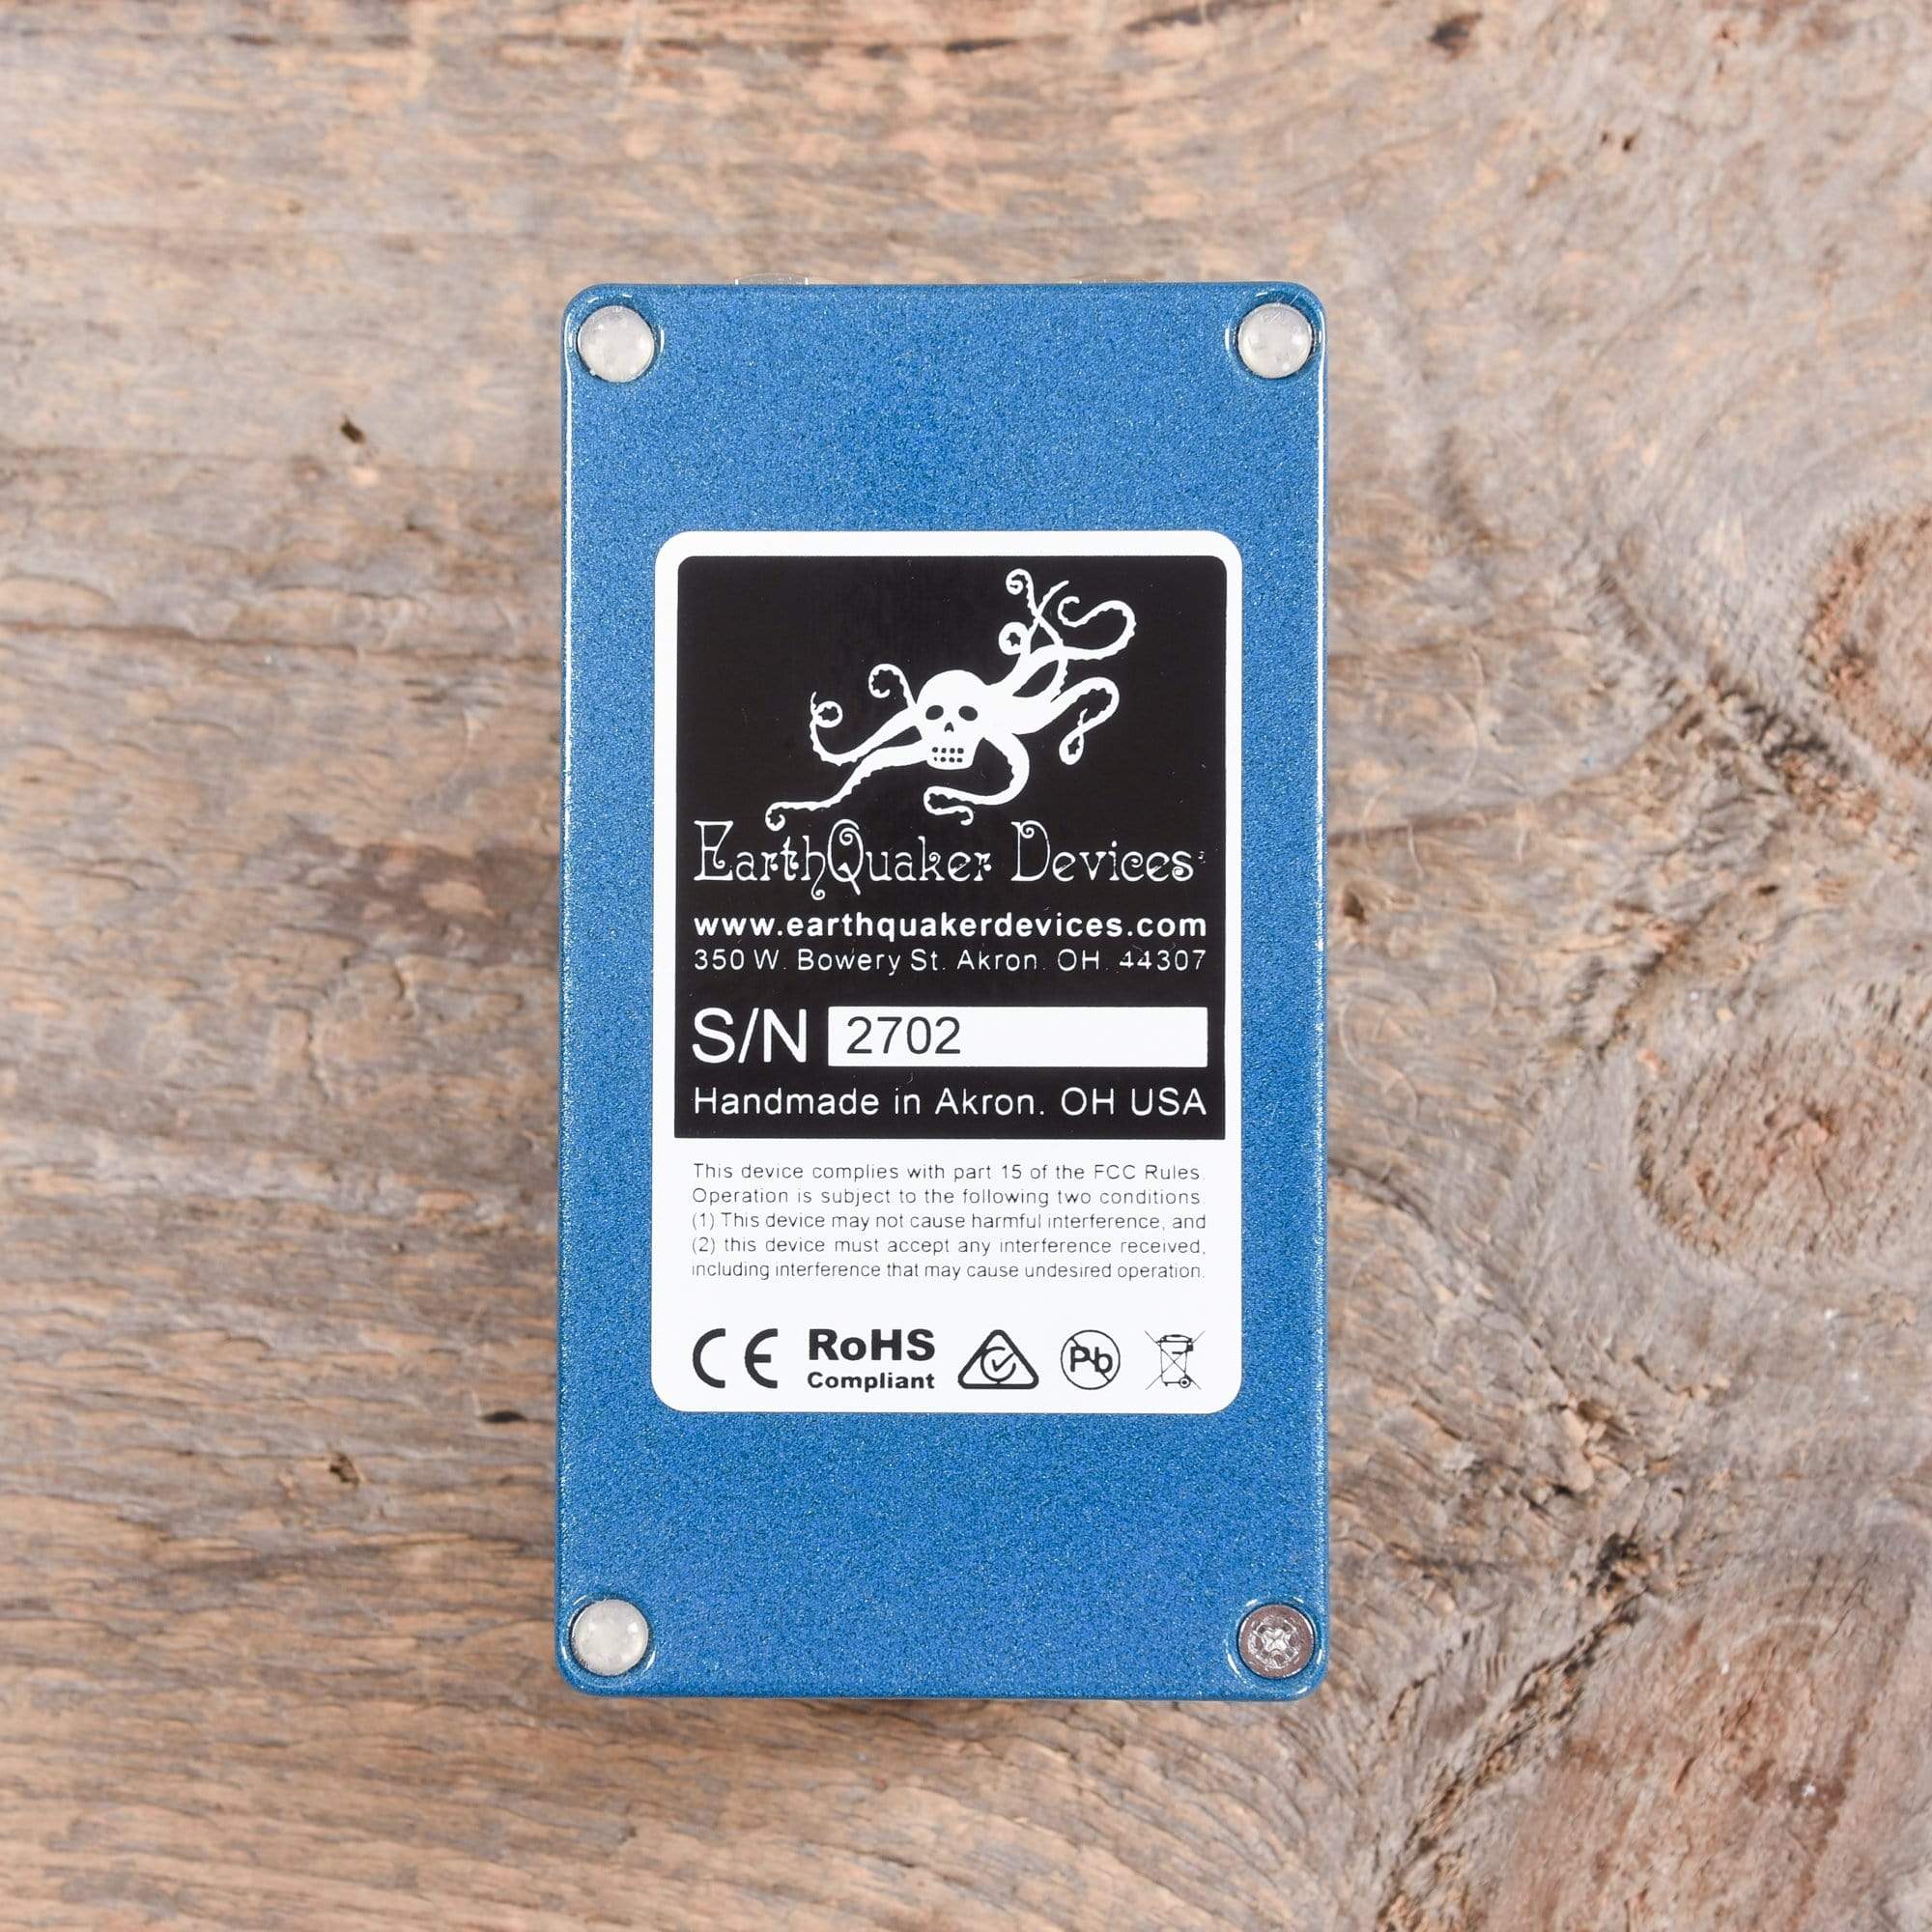 EarthQuaker Devices
www.earthquakerdevices.com
350 W. Bowery St. Akron. OH. 44307
S/N 2702
Handmade in Akron. OH USA
This device complies with part 15 of the FCC Rules.
Operation is subject to the following two conditions.
(1) This device may not cause harmful interference, and
(2) this device must accept any interference received,
including interference that may cause undesired operation.
CE RoHS Pb
Compliant